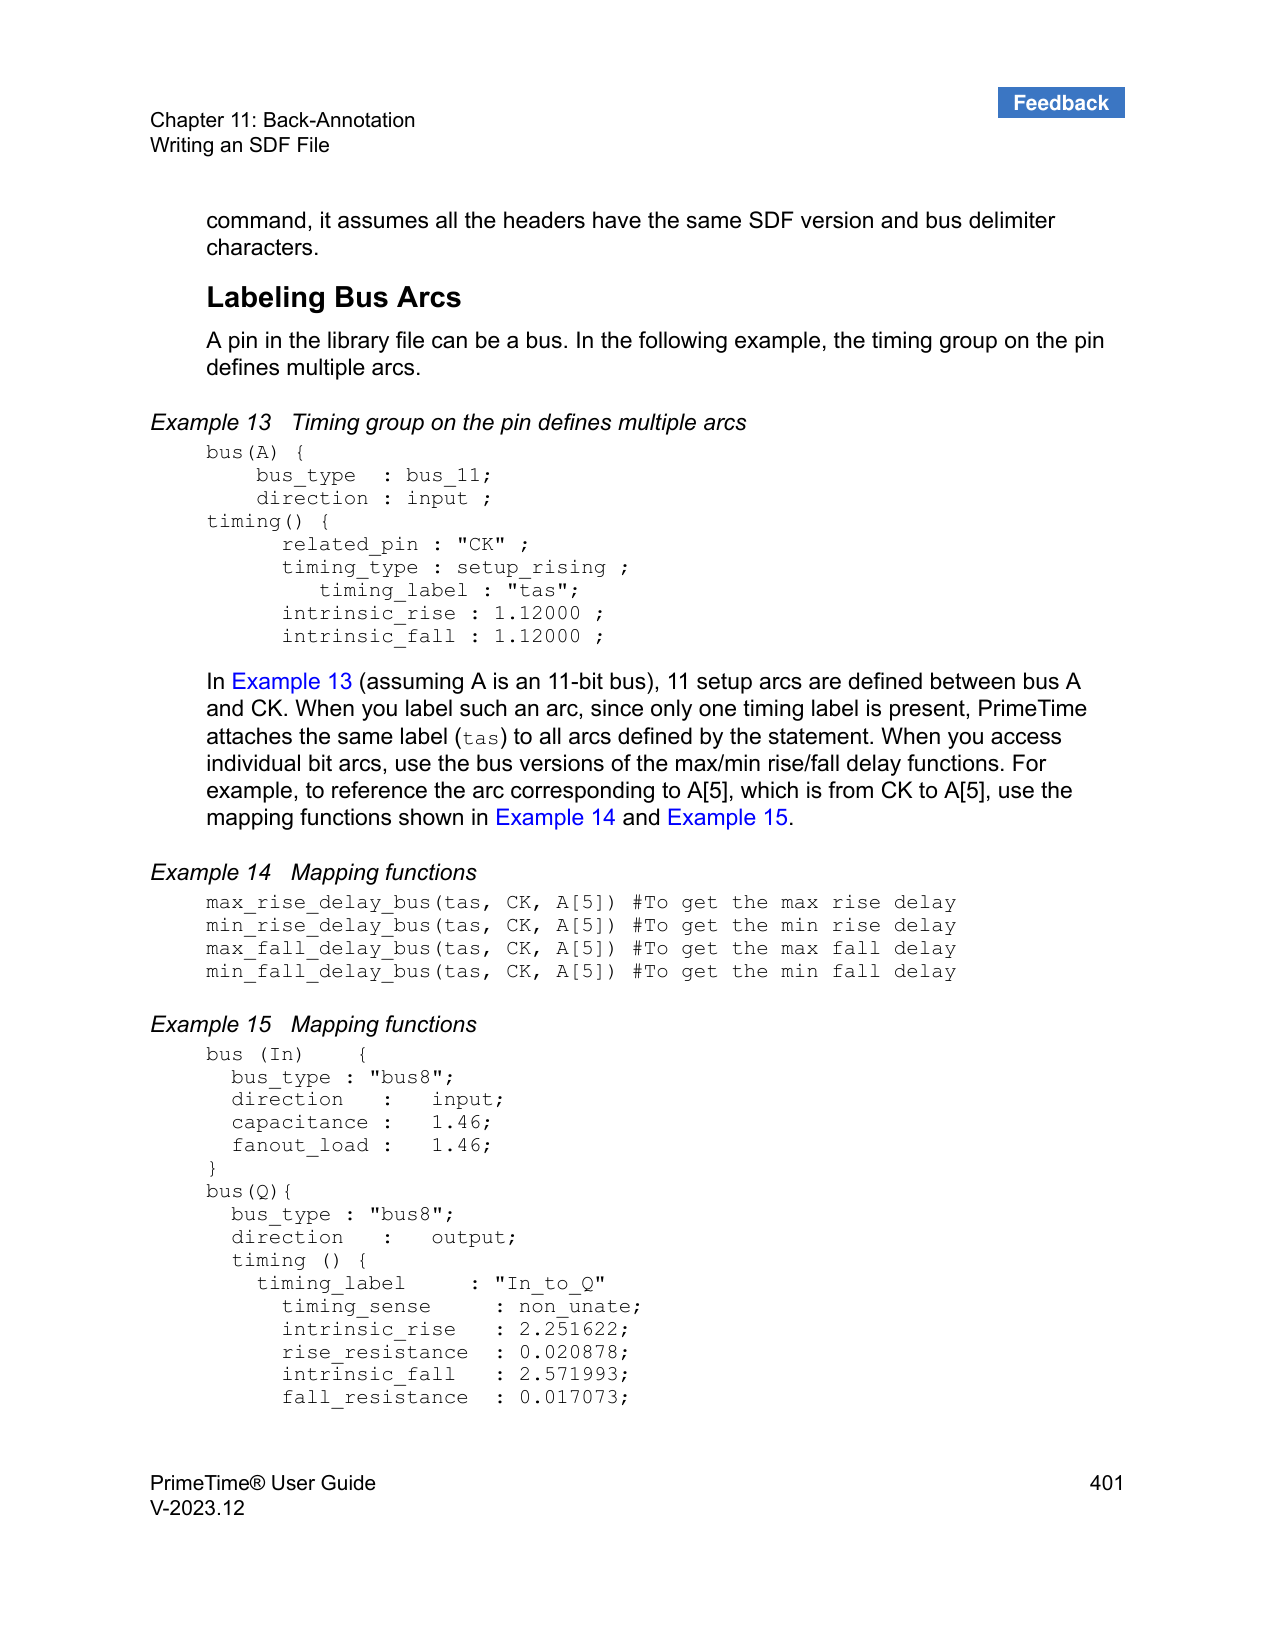 Feedback
Chapter 11: Back-Annotation
Writing an SDF File
command, it assumes all the headers have the same SDF version and bus delimiter
characters.
Labeling Bus Arcs
A pin in the library file can be a bus. In the following example, the timing group on the pin
defines multiple arcs.
Example 13   Timing group on the pin defines multiple arcs
bus(A) {
    bus_type  : bus_11;
    direction : input ;
timing() {
      related_pin : "CK" ;
      timing_type : setup_rising ;
         timing_label : "tas";
      intrinsic_rise : 1.12000 ;
      intrinsic_fall : 1.12000 ;
In Example 13 (assuming A is an 11-bit bus), 11 setup arcs are defined between bus A
and CK. When you label such an arc, since only one timing label is present, PrimeTime
attaches the same label (tas) to all arcs defined by the statement. When you access
individual bit arcs, use the bus versions of the max/min rise/fall delay functions. For
example, to reference the arc corresponding to A[5], which is from CK to A[5], use the
mapping functions shown in Example 14 and Example 15.
Example 14   Mapping functions
max_rise_delay_bus(tas, CK, A[5]) #To get the max rise delay
min_rise_delay_bus(tas, CK, A[5]) #To get the min rise delay
max_fall_delay_bus(tas, CK, A[5]) #To get the max fall delay
min_fall_delay_bus(tas, CK, A[5]) #To get the min fall delay
Example 15   Mapping functions
bus (In)    {
  bus_type : "bus8";
  direction   :   input;
  capacitance :   1.46;
  fanout_load :   1.46;
}
bus(Q){
  bus_type : "bus8";
  direction   :   output;
  timing () {
    timing_label     : "In_to_Q"
      timing_sense     : non_unate;
      intrinsic_rise   : 2.251622;
      rise_resistance  : 0.020878;
      intrinsic_fall   : 2.571993;
      fall_resistance  : 0.017073;
PrimeTime® User Guide
401
V-2023.12